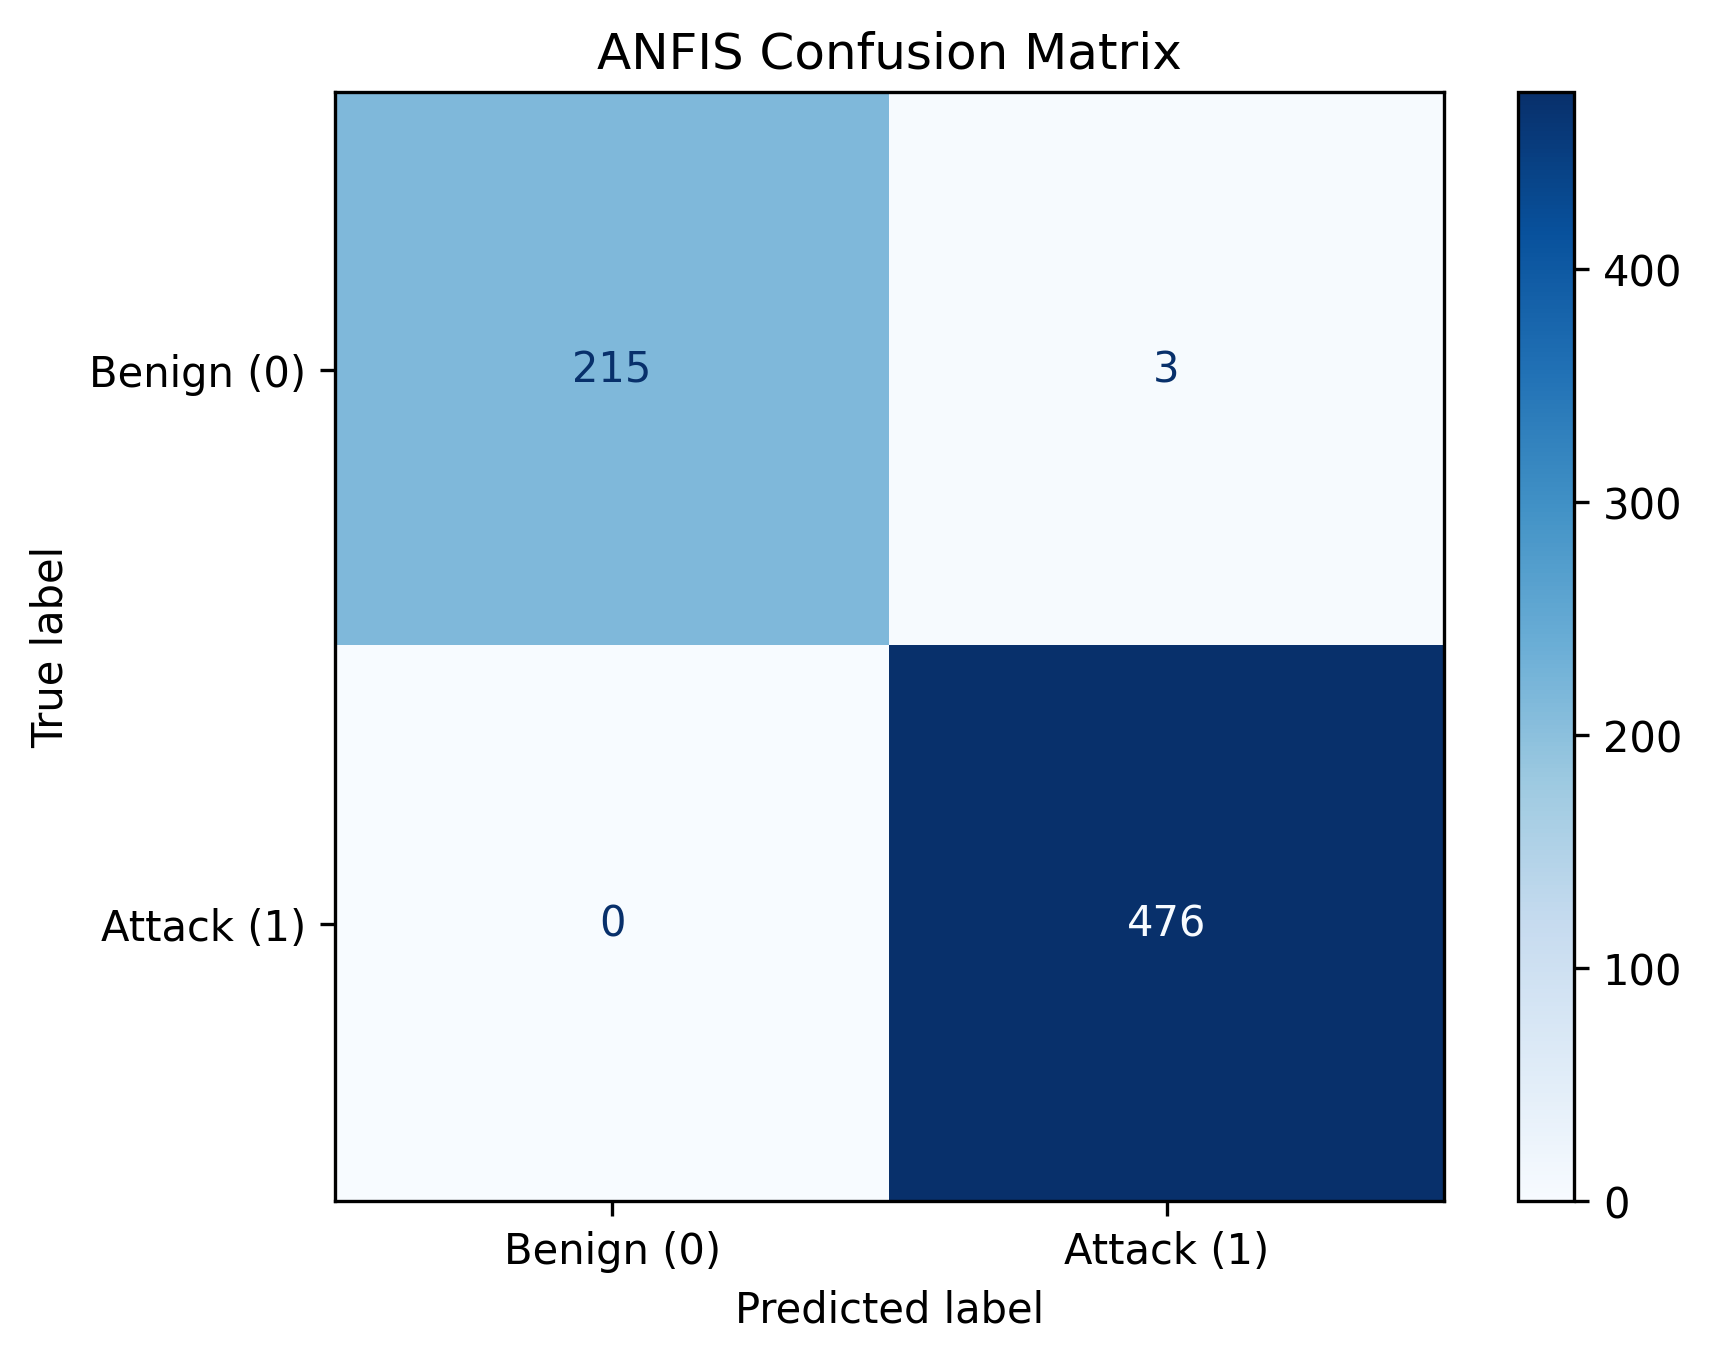 ANFIS Confusion Matrix
True label
Benign (0)
215
3
Attack (1)
0
476
Benign (0)
Attack (1)
Predicted label
400
300
200
100
0